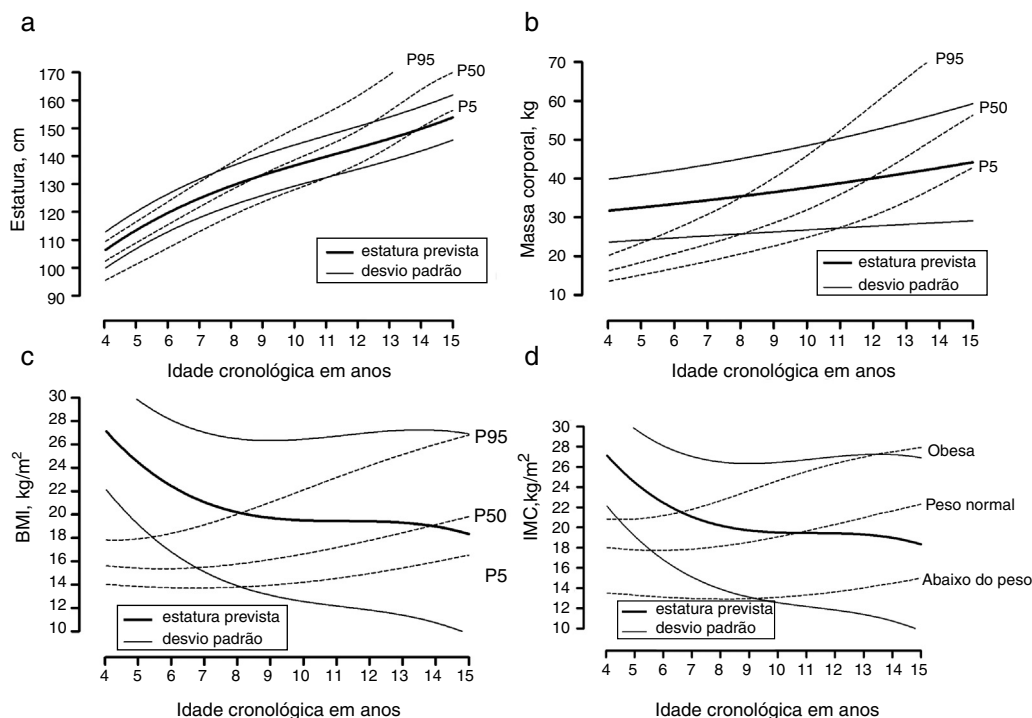 a
Estatura, cm
170
160
150
140
130
120
110
100
90
P95
P50
P5
estatura prevista
desvio padrão
4 5 6 7 8 9 10 11 12 13 14 15
Idade cronológica em anos
b
Massa corporal, kg
70
60
50
40
30
20
10
P95
P50
P5
estatura prevista
desvio padrão
4 5 6 7 8 9 10 11 12 13 14 15
Idade cronológica em anos
c
BMI, kg/m²
30
28
26
24
22
20
18
16
14
12
10
P95
P50
P5
estatura prevista
desvio padrão
4 5 6 7 8 9 10 11 12 13 14 15
Idade cronológica em anos
d
IMC,kg/m²
30
28
26
24
22
20
18
16
14
12
10
Obesa
Peso normal
Abaixo do peso
estatura prevista
desvio padrão
4 5 6 7 8 9 10 11 12 13 14 15
Idade cronológica em anos